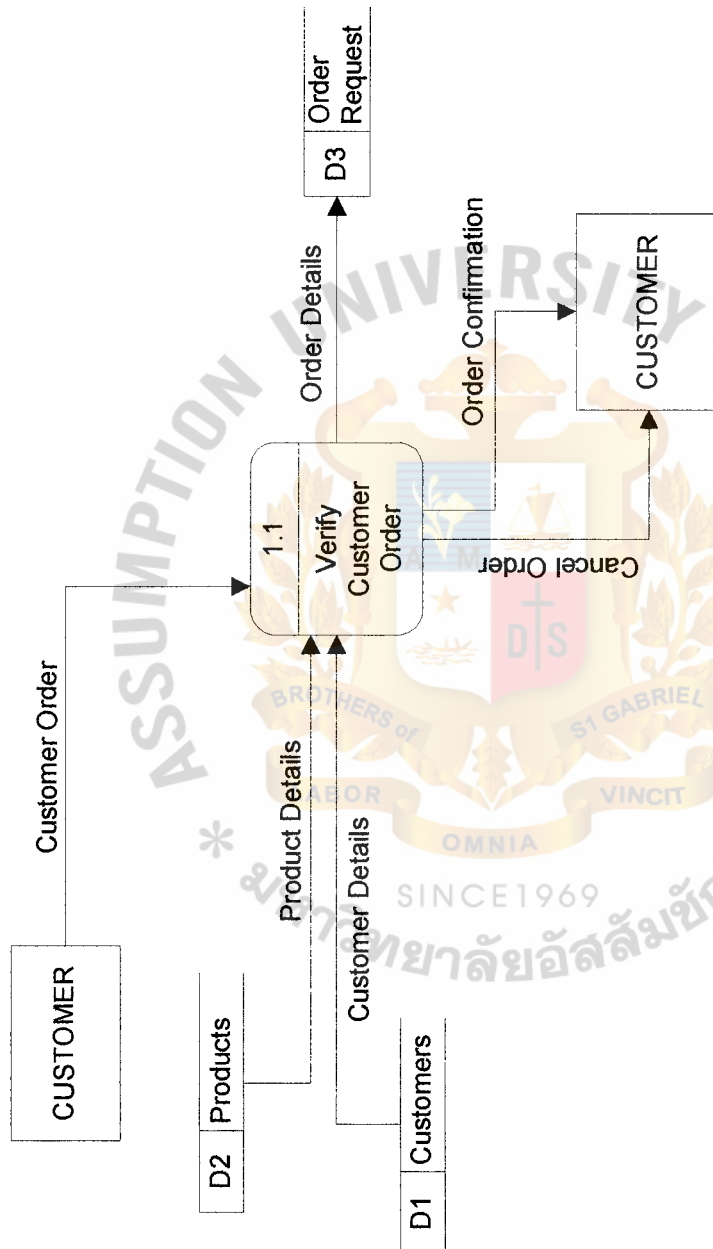 CUSTOMER
Customer Order
D2 Products
Product Details
D1 Customers
Customer Details
1.1
Verify
Customer
Order
Order Details
D3 Order
Request
Order Confirmation
Cancel Order
CUSTOMER
ASSUMPTION UNIVERSITY
A M
D S
BROTHERS of
S1 GABRIEL
LABOR
OMNIA
VINCIT
SINCE1969